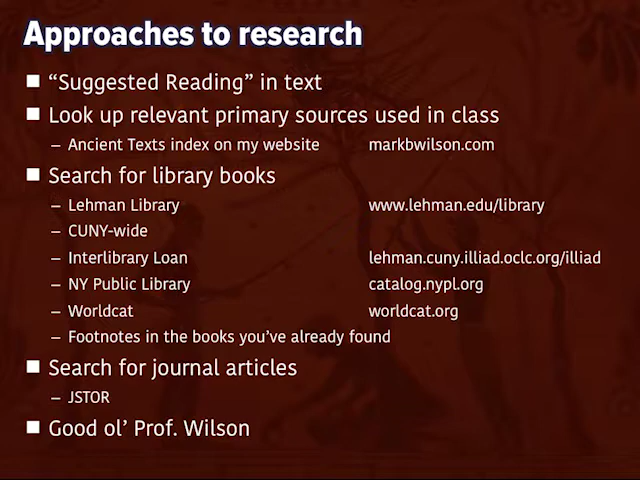 Approaches to research
■ “Suggested Reading” in text
■ Look up relevant primary sources used in class
– Ancient Texts index on my website markbwilson.com
■ Search for library books
– Lehman Library www.lehman.edu/library
– CUNY-wide
– Interlibrary Loan lehman.cuny.illiad.oclc.org/illiad
– NY Public Library catalog.nypl.org
– Worldcat worldcat.org
– Footnotes in the books you’ve already found
■ Search for journal articles
– JSTOR
■ Good ol’ Prof. Wilson